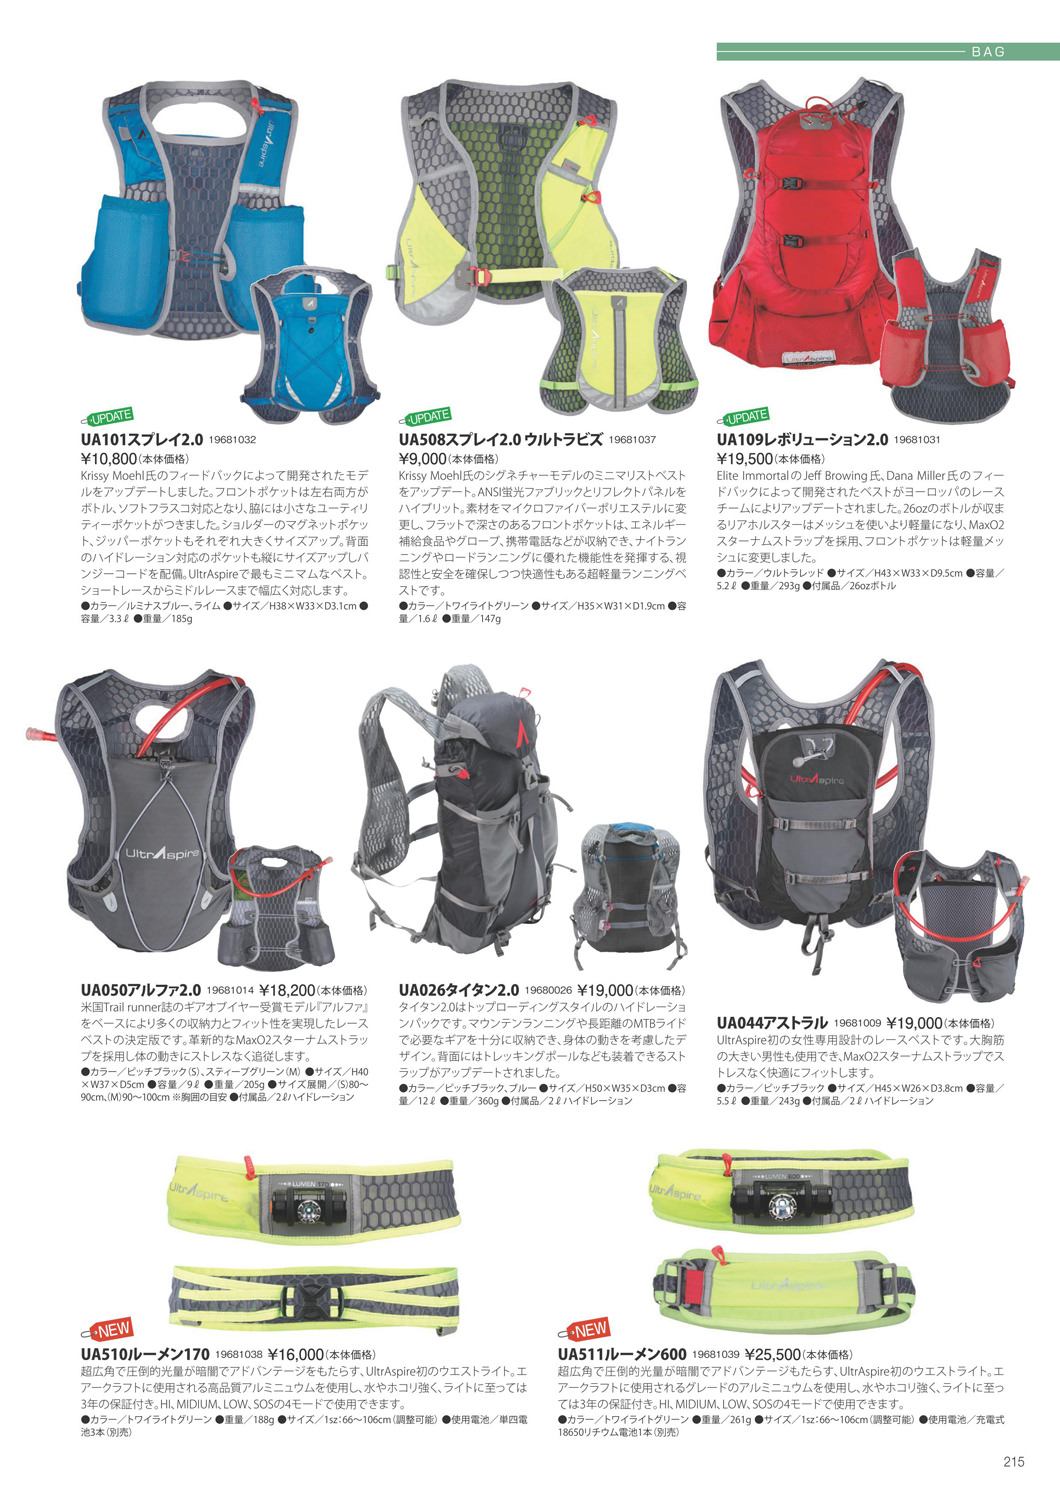 BAG
UPDATE
UA101スプレイ2.0 19681032
¥10,800(本体価格)
Krissy Moehl氏のフィードバックによって開発されたモデ
ルをアップデートしました。フロントポケットは左右両方が
ボトル、ソフトフラスコ対応となり、脇には小さなユーティリ
ティーポケットがつきました。ショルダーのマグネットポケッ
ト、ジッパーポケットもそれぞれ大きくサイズアップ。背面
のハイドレーション対応のポケットも縦にサイズアップしバ
ンジーコードを配備。UltrAspireで最もミニマムなベスト。
ショートレースからミドルレースまで幅広く対応します。
●カラー／ルミナスブルー、ライム ●サイズ／H38×W33×D3.1cm ●
容量／3.3ℓ ●重量／185g
UPDATE
UA508スプレイ2.0 ウルトラビズ 19681037
¥9,000(本体価格)
Krissy Moehl氏のシグネチャーモデルのミニマリストベスト
をアップデート。ANSI蛍光ファブリックとリフレクトパネルを
ハイブリット。素材をマイクロファイバーポリエステルに変
更し、フラットで深さのあるフロントポケットは、エネルギー
補給食品やグローブ、携帯電話などが収納でき、ナイトラン
ニングやロードランニングに優れた機能性を発揮する、視
認性と安全を確保しつつ快適性もある超軽量ランニングベ
ストです。
●カラー／トワイライトグリーン ●サイズ／H35×W31×D1.9cm ●容
量／1.6ℓ ●重量／147g
UPDATE
UA109レボリューション2.0 19681031
¥19,500(本体価格)
Elite ImmortalのJeff Browing氏、Dana Miller氏のフィー
ドバックによって開発されたベストがヨーロッパのレース
チームによりアップデートされました。26ozのボトルが収ま
るリアホルスターはメッシュを使いより軽量になり、MaxO2
スターナムストラップを採用、フロントポケットは軽量メッ
シュに変更しました。
●カラー／ウルトラレッド ●サイズ／H43×W33×D9.5cm ●容量／
5.2ℓ ●重量／293g ●付属品／26ozボトル
UltrAspire
UA050アルファ2.0 19681014 ¥18,200(本体価格)
米国Trail runner誌のギアオブイヤー受賞モデル『アルファ』
をベースにより多くの収納力とフィット性を実現したレース
ベストの決定版です。革新的なMaxO2スターナムストラッ
プを採用し体の動きにストレスなく追従します。
●カラー／ピッチブラック(S)、スティープグリーン(M) ●サイズ／H40
×W37×D5cm ●容量／9ℓ ●重量／205g ●サイズ展開／(S)80〜
90cm、(M)90〜100cm ※胸囲の目安 ●付属品／2ℓハイドレーション
UA026タイタン2.0 19680026 ¥19,000(本体価格)
タイタン2.0はトップローディングスタイルのハイドレーショ
ンパックです。マウンテンランニングや長距離のMTBライド
で必要なギアを十分に収納でき、身体の動きを考慮したデ
ザイン。背面にはトレッキングポールなども装着できるスト
ラップがアップデートされました。
●カラー／ピッチブラック、ブルー ●サイズ／H50×W35×D3cm ●容
量／12ℓ ●重量／360g ●付属品／2ℓハイドレーション
UltrAspire
UA044アストラル 19681009 ¥19,000(本体価格)
UltrAspire初の女性専用設計のレースベストです。大胸筋
の大きい男性も使用でき、MaxO2スターナムストラップでス
トレスなく快適にフィットします。
●カラー／ピッチブラック ●サイズ／H45×W26×D3.8cm ●容量／
5.5ℓ ●重量／243g ●付属品／2ℓハイドレーション
UltrAspire
LUMEN 170
NEW
UA510ルーメン170 19681038 ¥16,000(本体価格)
超広角で圧倒的光量が暗闇でアドバンテージをもたらす、UltrAspire初のウエストライト。エ
アークラフトに使用される高品質アルミニュウムを使用し、水やホコリ強く、ライトに至っては
3年の保証付き。HI、MIDIUM、LOW、SOSの4モードで使用できます。
●カラー／トワイライトグリーン ●重量／188g ●サイズ／1sz：66〜106cm(調整可能) ●使用電池／単四電
池3本(別売)
UltrAspire
LUMEN 600
UltrAspire
NEW
UA511ルーメン600 19681039 ¥25,500(本体価格)
超広角で圧倒的光量が暗闇でアドバンテージもたらす、UltrAspire初のウエストライト。エ
アークラフトに使用されるグレードのアルミニュウムを使用し、水やホコリ強く、ライトに至っ
ては3年の保証付き。HI、MIDIUM、LOW、SOSの4モードで使用できます。
●カラー／トワイライトグリーン ●重量／261g ●サイズ／1sz：66〜106cm(調整可能) ●使用電池／充電式
18650リチウム電池1本(別売)
215